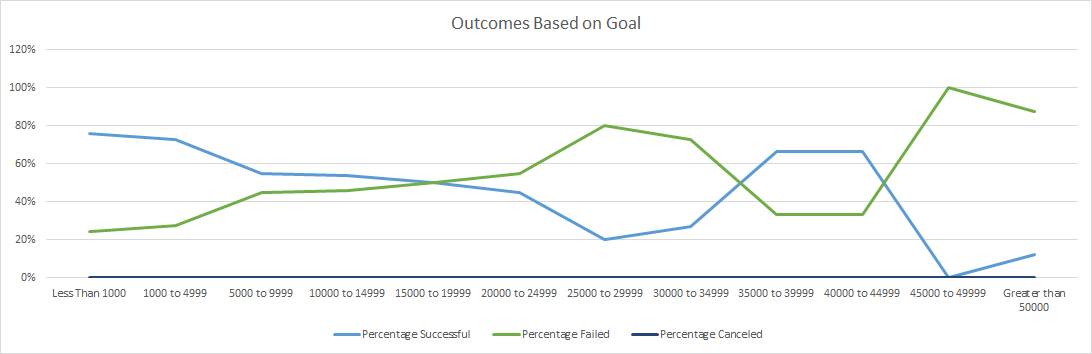 Outcomes Based on Goal
120%
100%
80%
60%
40%
20%
0%
Less Than 1000
1000 to 4999
5000 to 9999
10000 to 14999
15000 to 19999
20000 to 24999
25000 to 29999
30000 to 34999
35000 to 39999
40000 to 44999
45000 to 49999
Greater than
50000
Percentage Successful
Percentage Failed
Percentage Canceled